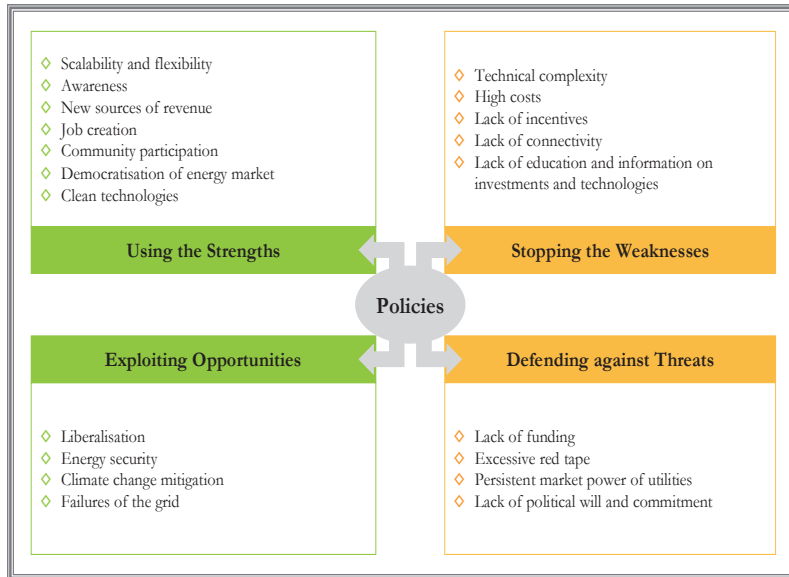 Scalability and flexibility
Awareness
New sources of revenue
Job creation
Community participation
Democratisation of energy market
Clean technologies
Using the Strengths
Technical complexity
High costs
Lack of incentives
Lack of connectivity
Lack of education and information on
investments and technologies
Stopping the Weaknesses
Policies
Exploiting Opportunities
Liberalisation
Energy security
Climate change mitigation
Failures of the grid
Defending against Threats
Lack of funding
Excessive red tape
Persistent market power of utilities
Lack of political will and commitment